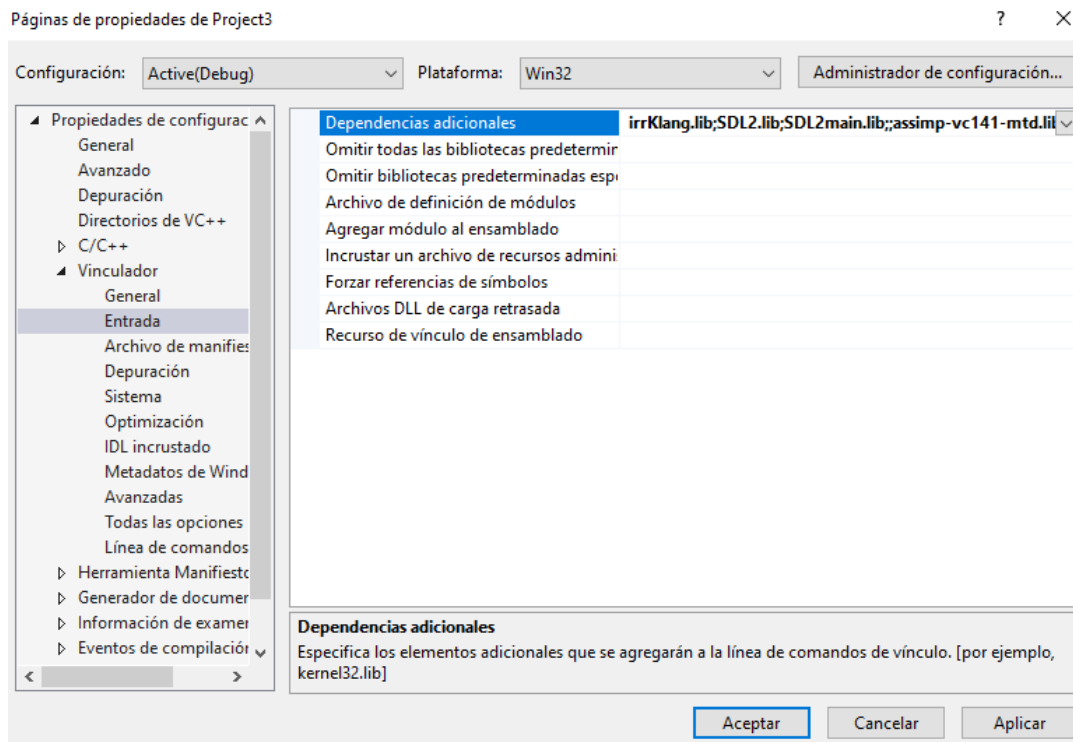 Páginas de propiedades de Project3 ? ×
Configuración: Active(Debug) Plataforma: Win32 Administrador de configuración...
Propiedades de configurac
General
Avanzado
Depuración
Directorios de VC++
C/C++
Vinculador
General
Entrada
Archivo de manifies
Depuración
Sistema
Optimización
IDL incrustado
Metadatos de Wind
Avanzadas
Todas las opciones
Línea de comandos
Herramienta Manifiesto
Generador de documer
Información de examer
Eventos de compilación
Dependencias adicionales irrKlang.lib;SDL2.lib;SDL2main.lib;;assimp-vc141-mtd.lib
Omitir todas las bibliotecas predetermin
Omitir bibliotecas predeterminadas espe
Archivo de definición de módulos
Agregar módulo al ensamblado
Incrustar un archivo de recursos adminis
Forzar referencias de símbolos
Archivos DLL de carga retrasada
Recurso de vínculo de ensamblado
Dependencias adicionales
Especifica los elementos adicionales que se agregarán a la línea de comandos de vínculo. [por ejemplo,
kernel32.lib]
Aceptar Cancelar Aplicar